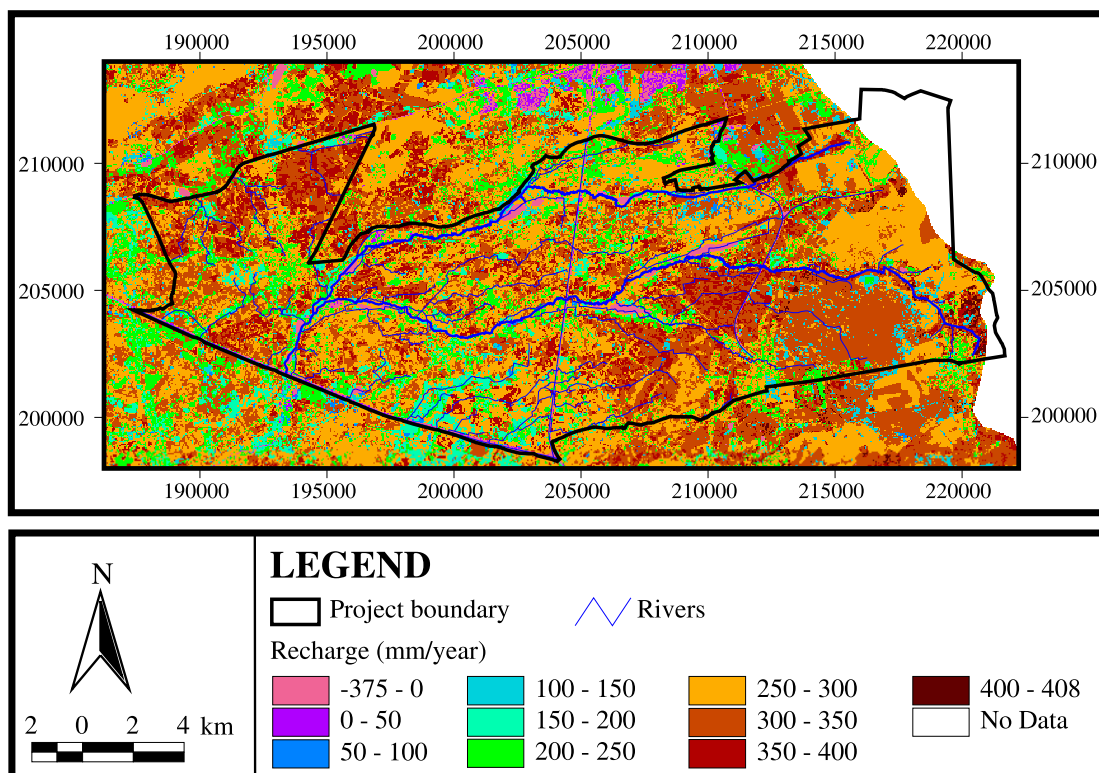 190000 195000 200000 205000 210000 215000 220000
210000 210000
205000 205000
200000 200000
190000 195000 200000 205000 210000 215000 220000
N
2 0 2 4 km
LEGEND
Project boundary Rivers
Recharge (mm/year)
-375 - 0 100 - 150 250 - 300 400 - 408
0 - 50 150 - 200 300 - 350 No Data
50 - 100 200 - 250 350 - 400